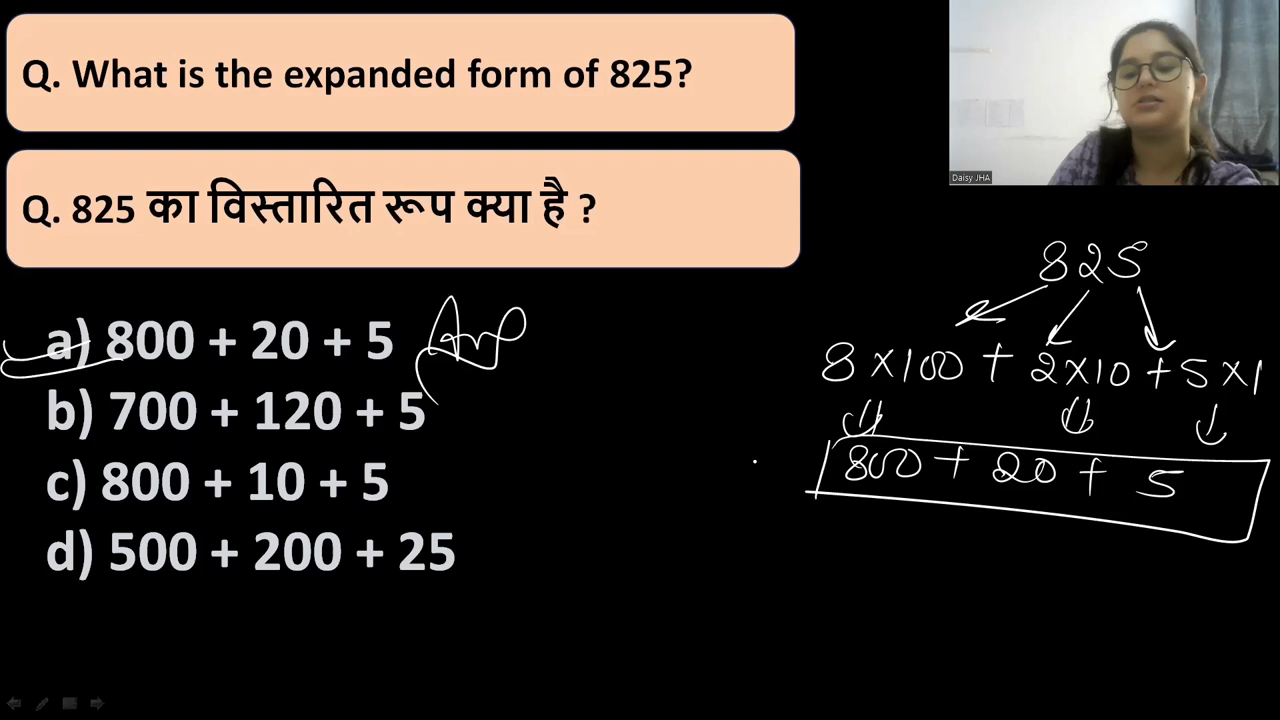 Q. What is the expanded form of 825?
Q. 825 का विस्तारित रूप क्या है ?
Daisy JHA
825
a) 800 + 20 + 5 Ans
8 × 100 + 2 × 10 + 5 × 1
b) 700 + 120 + 5
800 + 20 + 5
c) 800 + 10 + 5
d) 500 + 200 + 25